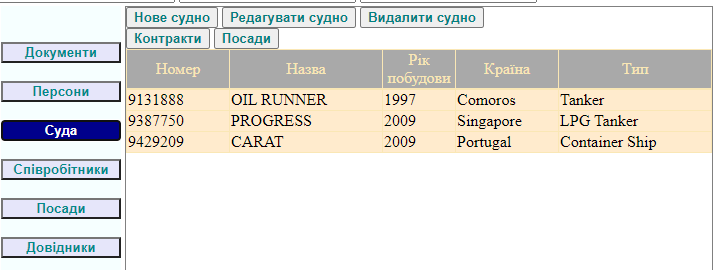 Нове судно Редагувати судно Видалити судно
Контракти Посади
Документи
Персони
Суда
Співробітники
Посади
Довідники
Номер Назва Рік побудови Країна Тип
9131888 OIL RUNNER 1997 Comoros Tanker
9387750 PROGRESS 2009 Singapore LPG Tanker
9429209 CARAT 2009 Portugal Container Ship